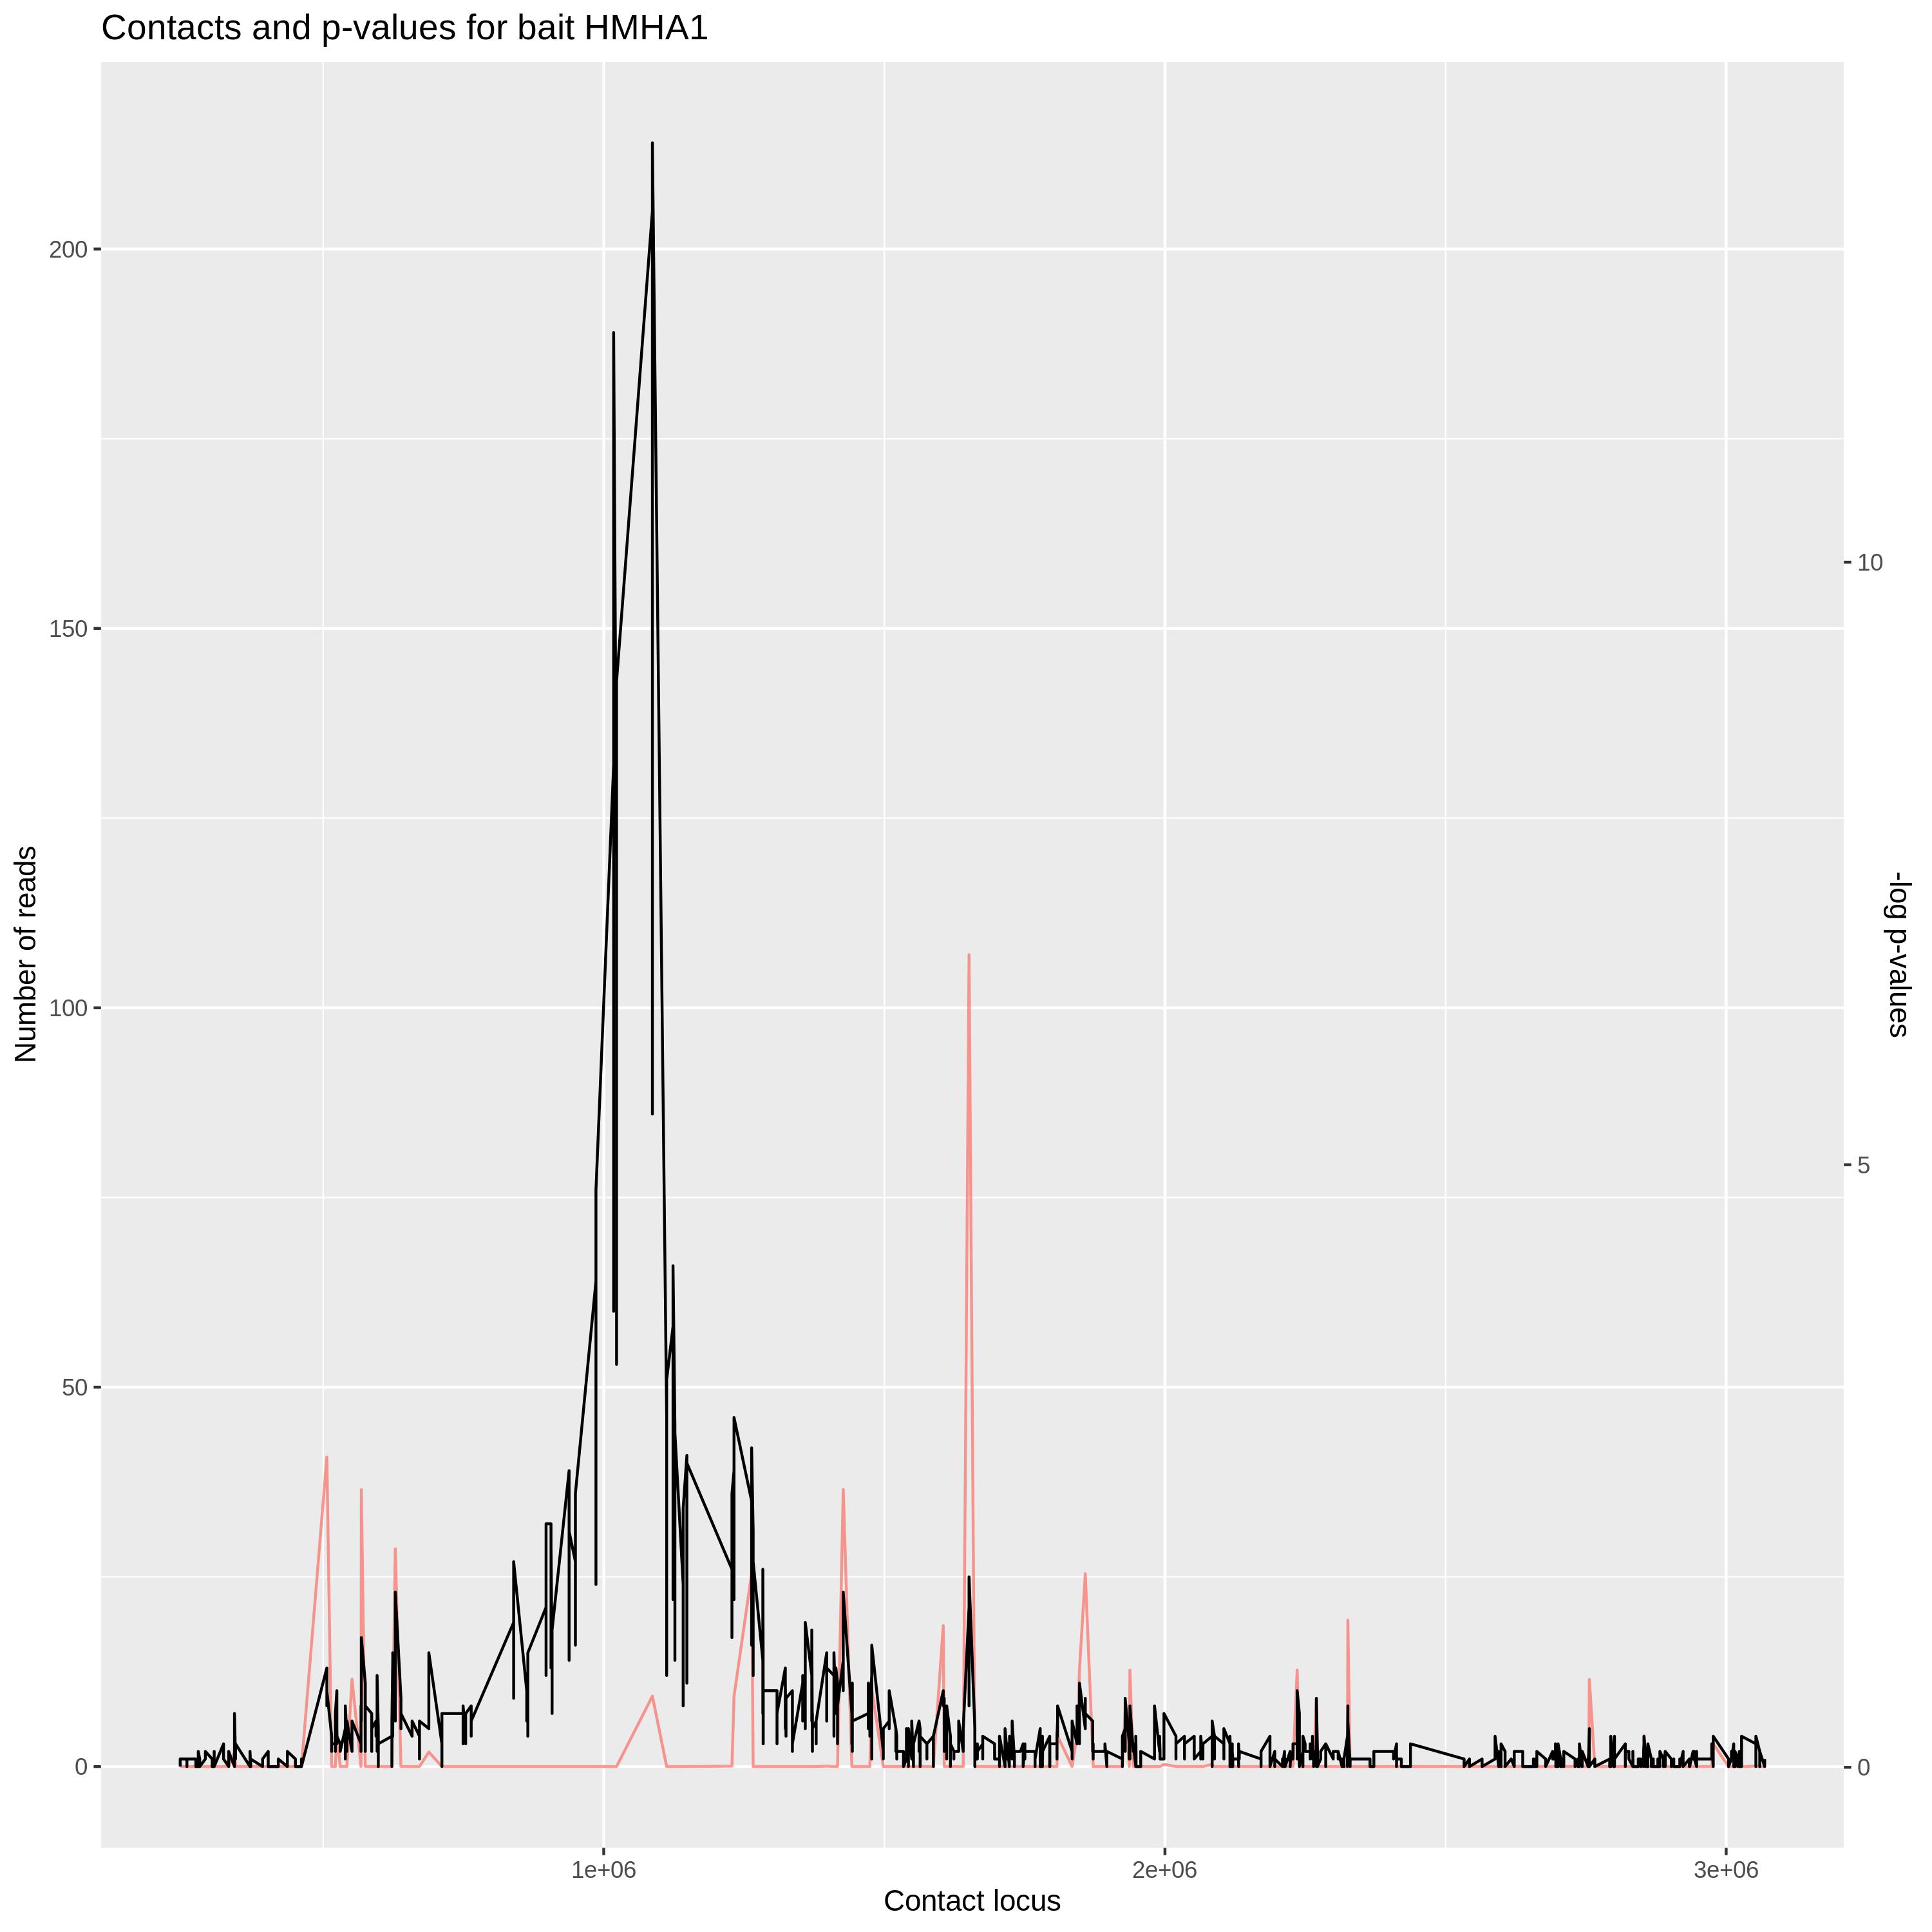 Contacts and p-values for bait HMHA1
200
150
100
50
0
Number of reads
10
5
0
-log p-values
1e+06
2e+06
3e+06
Contact locus